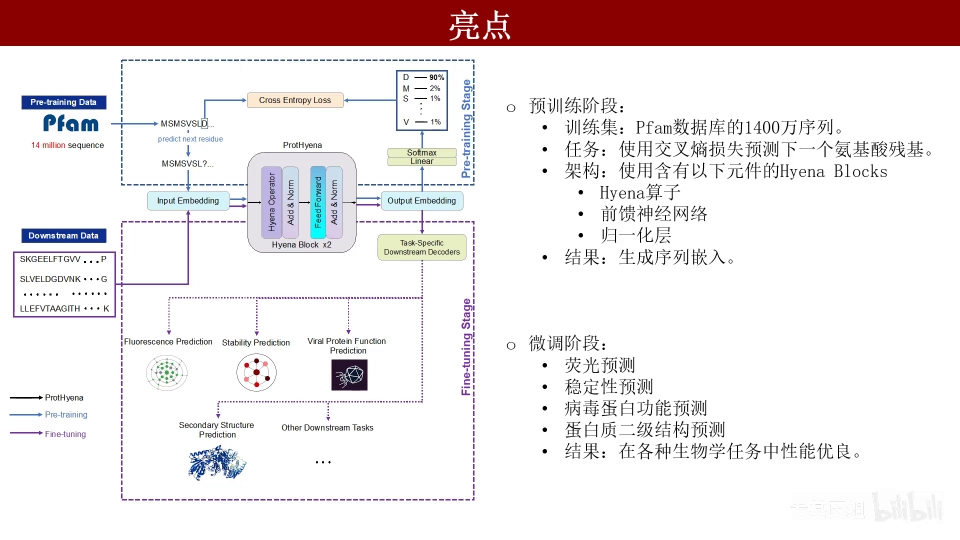 亮点
Pre-training Data
Pfam
14 million sequence
MSMSVSLD...
predict next residue
MSMSVSL?...
Cross Entropy Loss
D 90%
M 2%
S 1%
V 1%
Softmax
Linear
Pre-training Stage
ProtHyena
Input Embedding
Hyena Operator
Add & Norm
Feed Forward
Add & Norm
Hyena Block x2
Output Embedding
Downstream Data
SKGEELFTGVV ...P
SLVELDGDVNK ...G
...... ......
LLEFVTAAGITH ...K
Task-Specific
Downstream Decoders
Fine-tuning Stage
Fluorescence Prediction
Stability Prediction
Viral Protein Function
Prediction
Secondary Structure
Prediction
Other Downstream Tasks
...
ProtHyena
Pre-training
Fine-tuning
o 预训练阶段：
• 训练集：Pfam数据库的1400万序列。
• 任务：使用交叉熵损失预测下一个氨基酸残基。
• 架构：使用含有以下元件的Hyena Blocks
• Hyena算子
• 前馈神经网络
• 归一化层
• 结果：生成序列嵌入。
o 微调阶段：
• 荧光预测
• 稳定性预测
• 病毒蛋白功能预测
• 蛋白质二级结构预测
• 结果：在各种生物学任务中性能优良。
bilibili